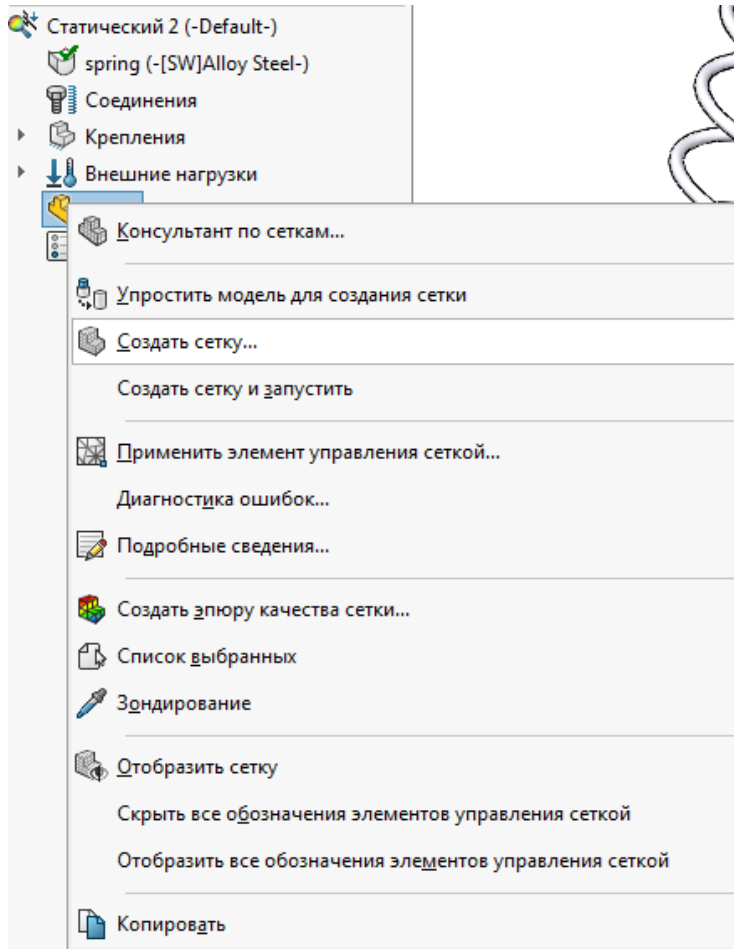 Статический 2 (-Default-)
spring (-[SW]Alloy Steel-)
Соединения
Крепления
Внешние нагрузки
Консультант по сеткам...
Упростить модель для создания сетки
Создать сетку...
Создать сетку и запустить
Применить элемент управления сеткой...
Диагностика ошибок...
Подробные сведения...
Создать эпюру качества сетки...
Список выбранных
Зондирование
Отобразить сетку
Скрыть все обозначения элементов управления сеткой
Отобразить все обозначения элементов управления сеткой
Копировать